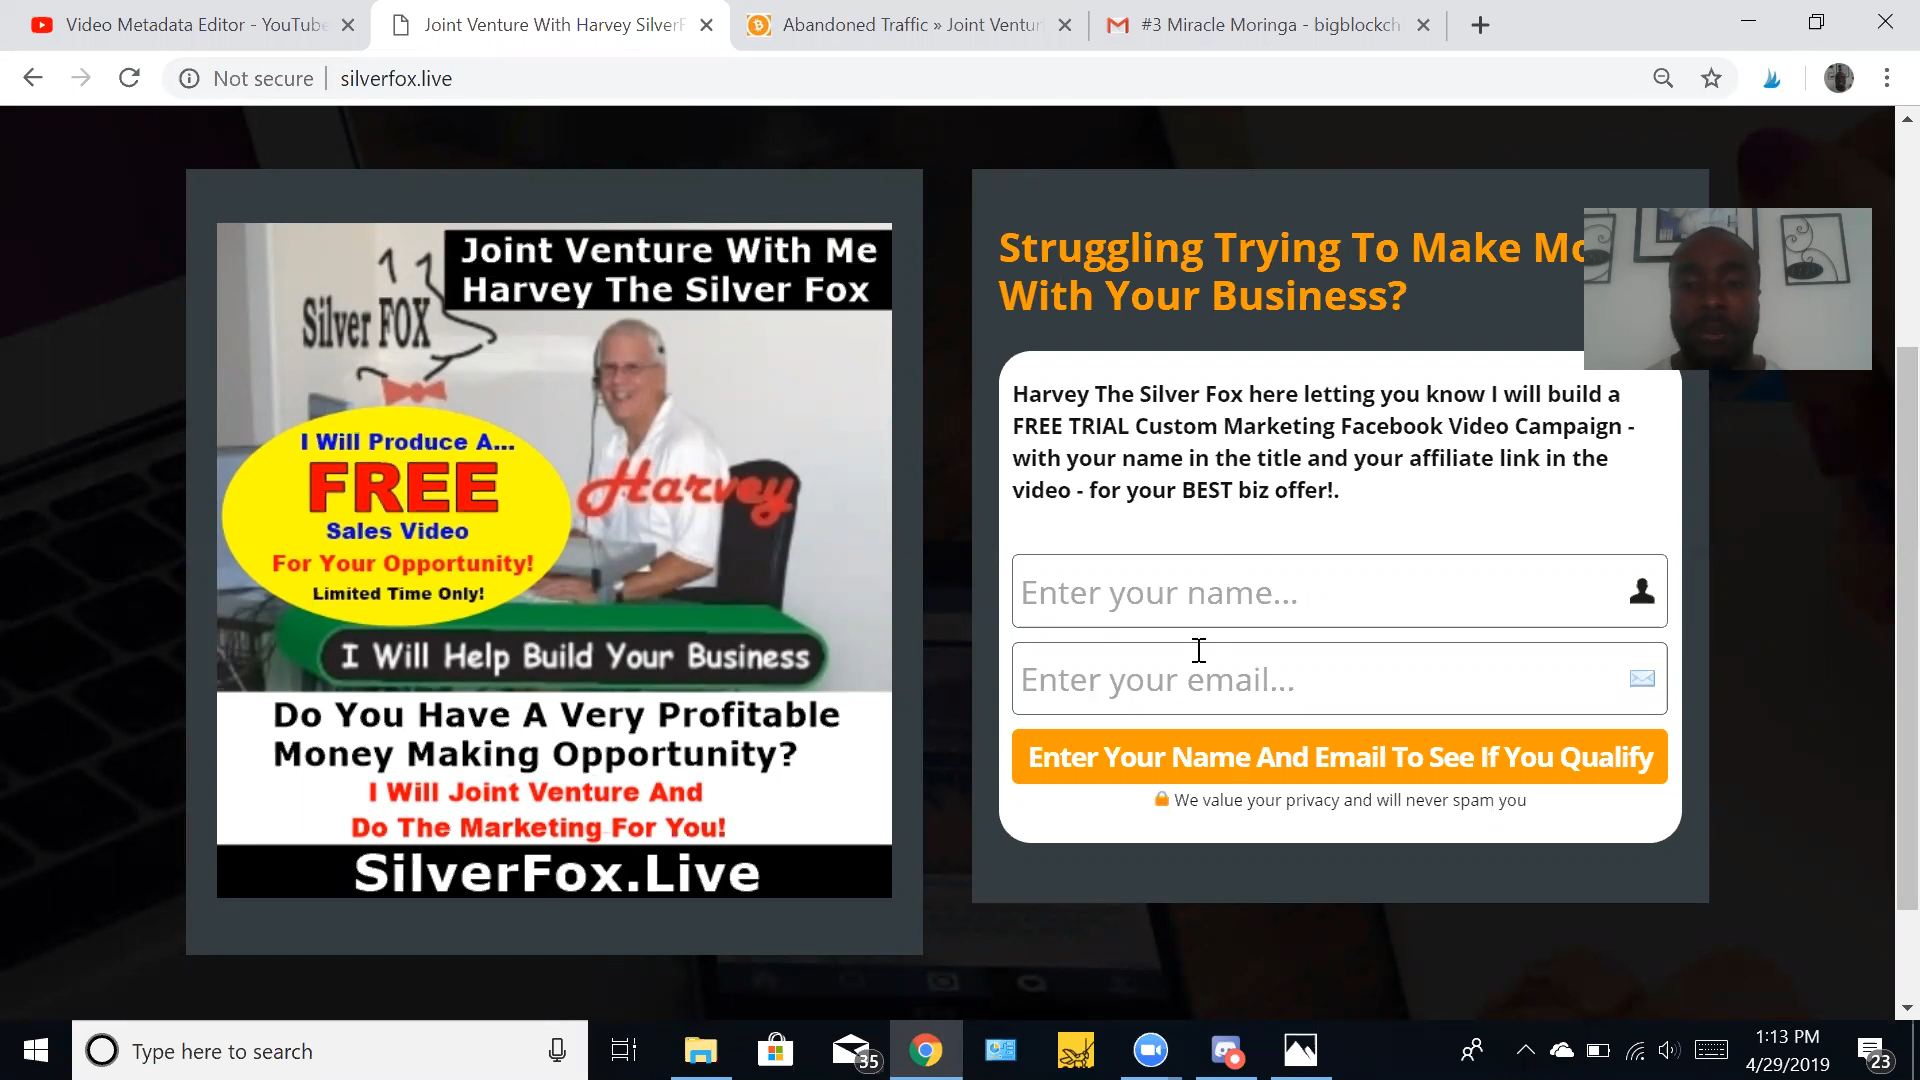 Video Metadata Editor - YouTube
Joint Venture With Harvey SilverF
Abandoned Traffic » Joint Ventur
#3 Miracle Moringa - bigblockch
Not secure
silverfox.live
Joint Venture With Me
Harvey The Silver Fox
Silver FOX
I Will Produce A...
FREE
Sales Video
For Your Opportunity!
Limited Time Only!
Harvey
I Will Help Build Your Business
Do You Have A Very Profitable
Money Making Opportunity?
I Will Joint Venture And
Do The Marketing For You!
SilverFox.Live
Struggling Trying To Make Mo
With Your Business?
Harvey The Silver Fox here letting you know I will build a
FREE TRIAL Custom Marketing Facebook Video Campaign -
with your name in the title and your affiliate link in the
video - for your BEST biz offer!.
Enter your name...
Enter your email...
Enter Your Name And Email To See If You Qualify
We value your privacy and will never spam you
Type here to search
35
1:13 PM
4/29/2019
23